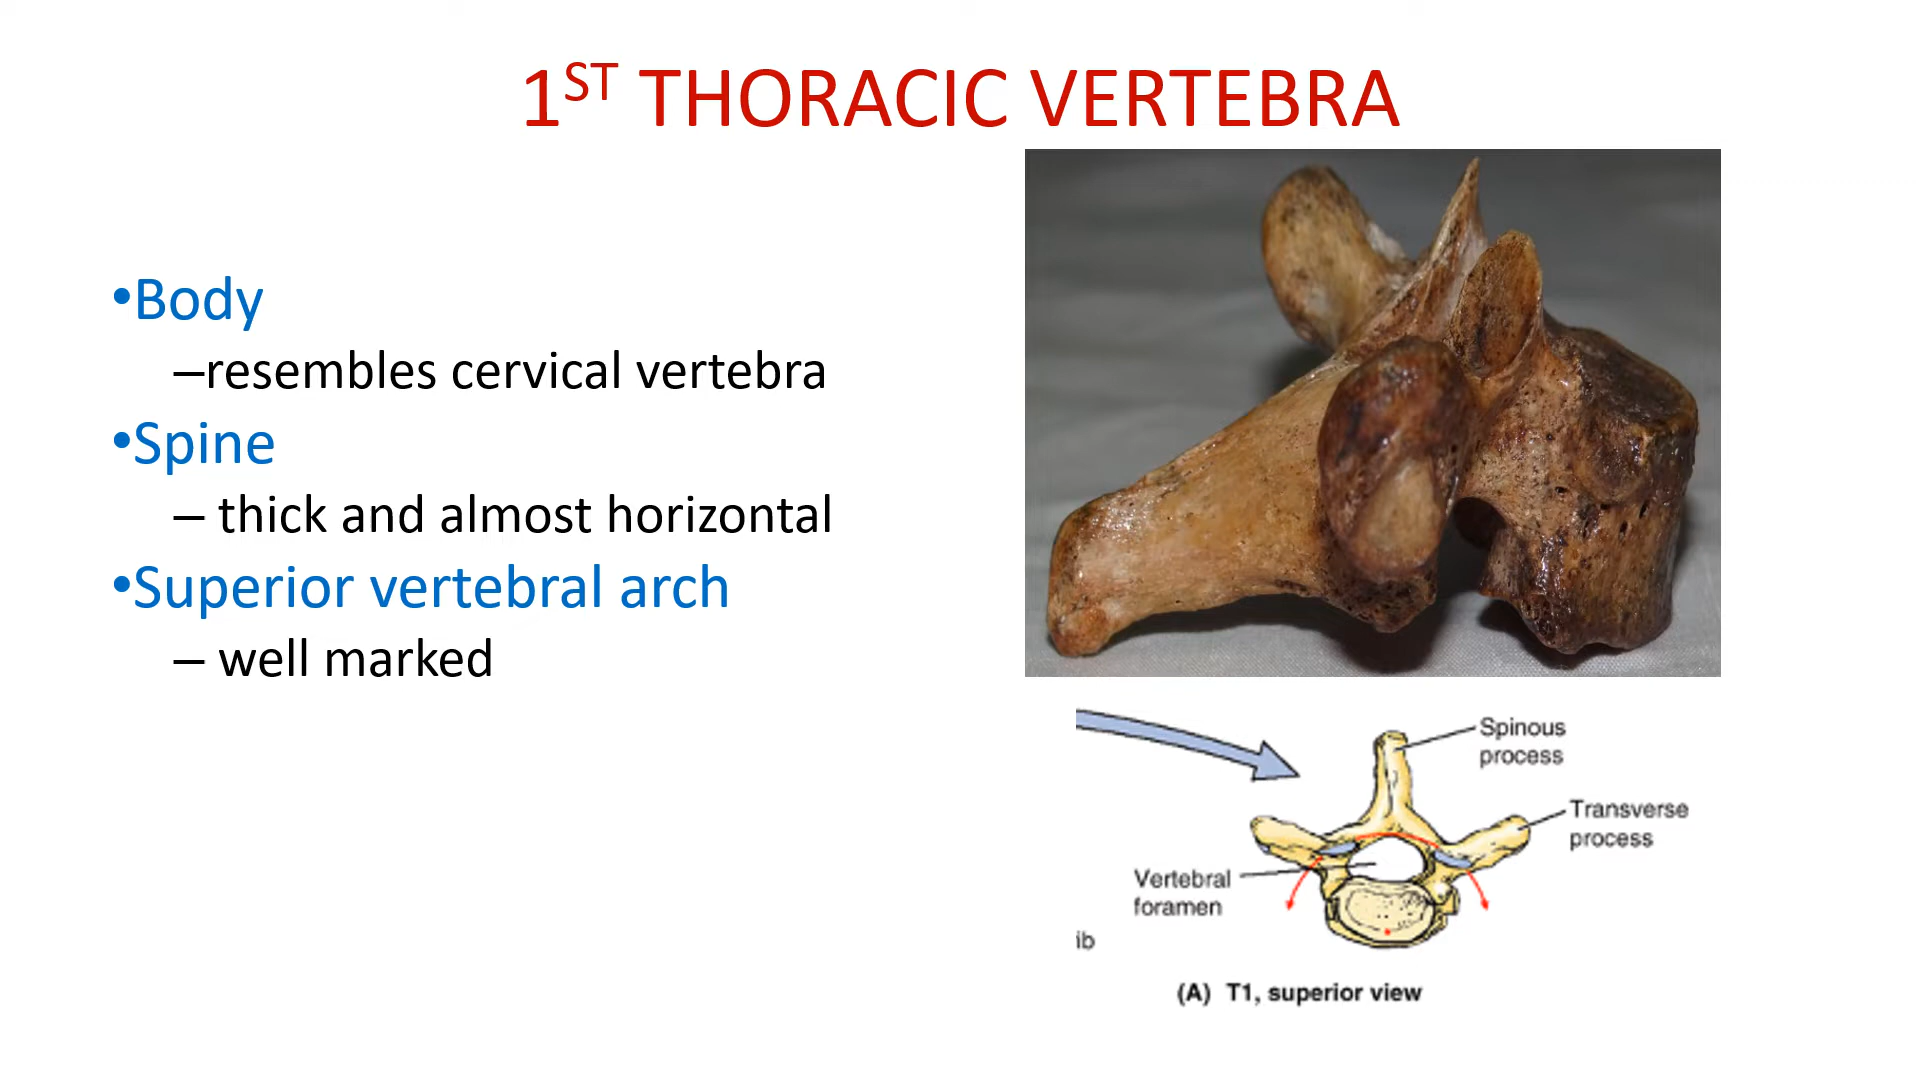 1ST THORACIC VERTEBRA
•Body
–resembles cervical vertebra
•Spine
– thick and almost horizontal
•Superior vertebral arch
– well marked
Spinous
process
Transverse
process
Vertebral
foramen
ib
(A) T1, superior view